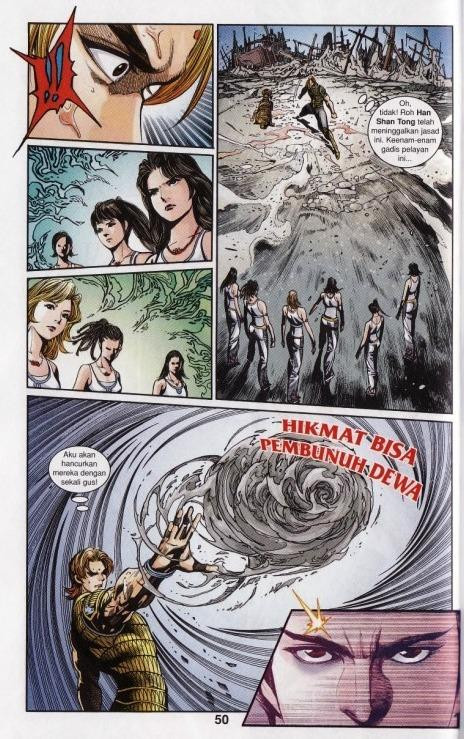 !!
Oh,
tidak! Roh Han
Shan Tong telah
meninggalkan jasad
ini. Keenam-enam
gadis pelayan
ini...
Aku akan
hancurkan
mereka dengan
sekali gus!
HIKMAT BISA
PEMBUNUH DEWA
50